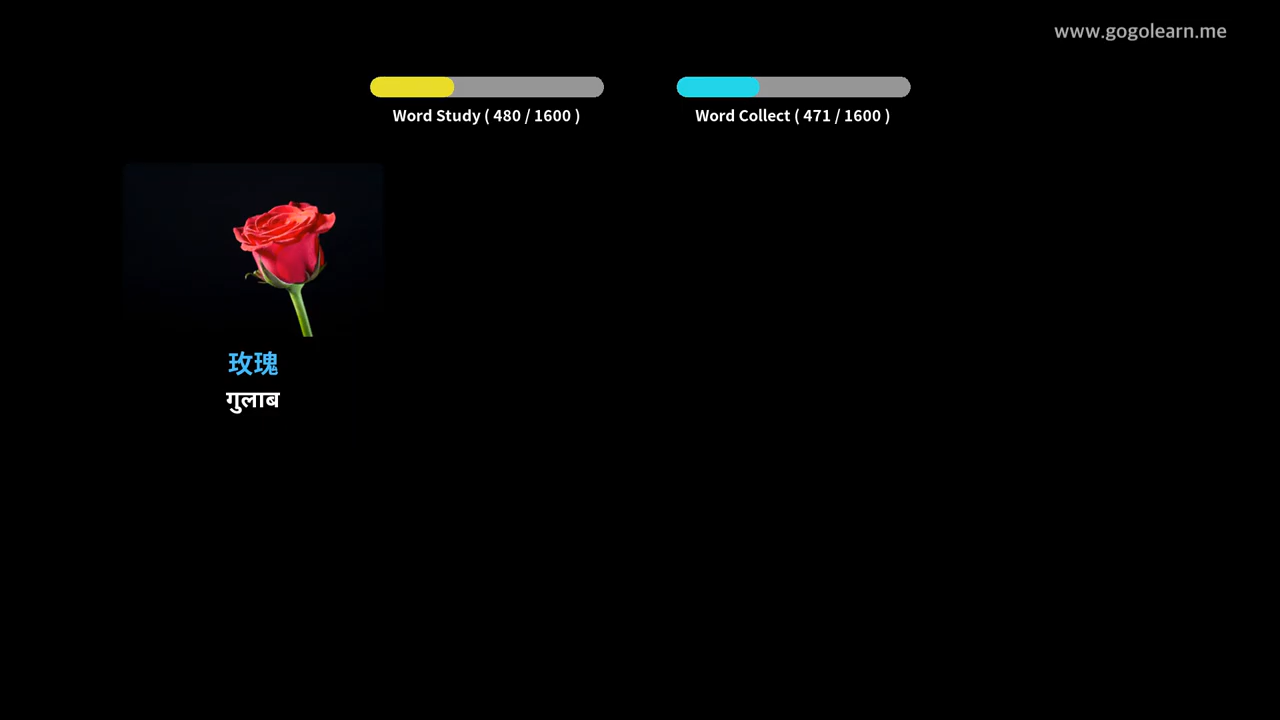 www.gogolearn.me
Word Study ( 480 / 1600 )
Word Collect ( 471 / 1600 )
玫瑰
गुलाब